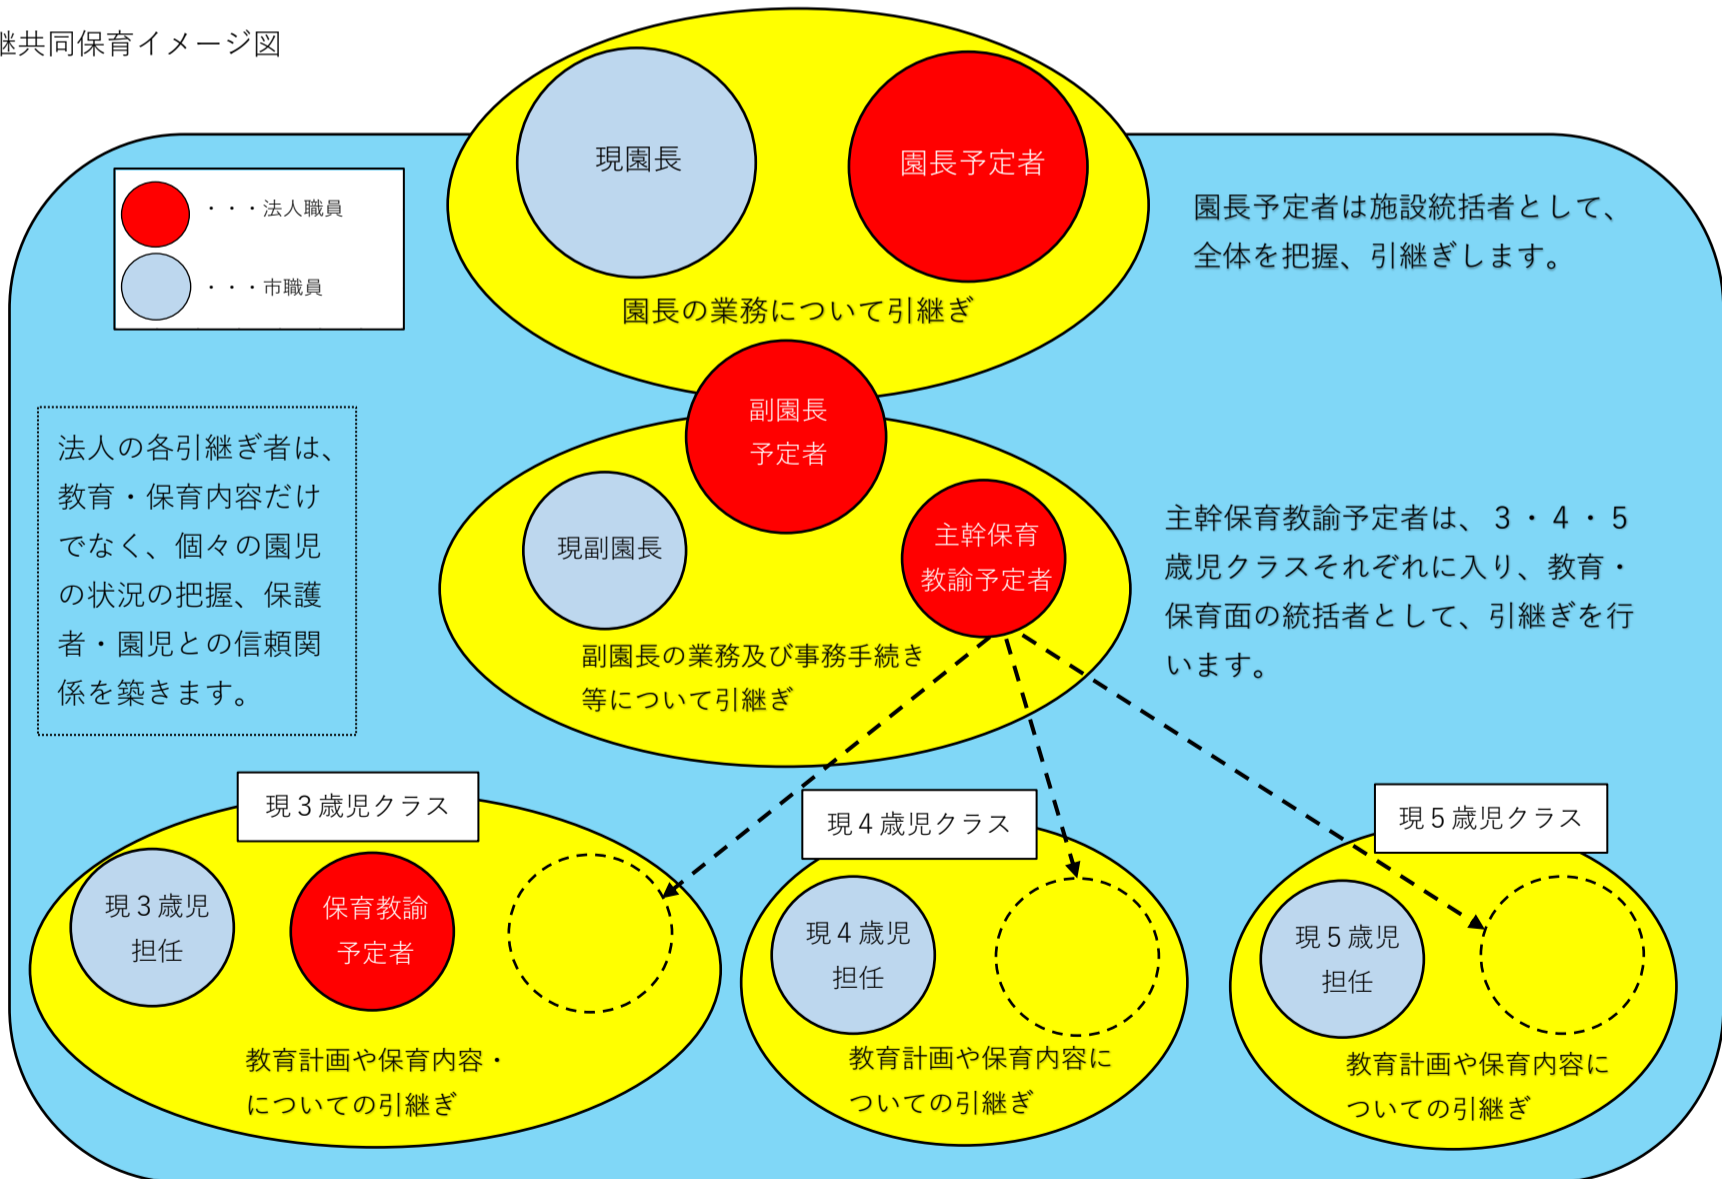 継共同保育イメージ図
現園長
園長予定者
園長の業務について引継ぎ
・・・法人職員
・・・市職員
園長予定者は施設統括者として、
全体を把握、引継ぎします。
副園長
予定者
現副園長
主幹保育
教諭予定者
副園長の業務及び事務手続き
等について引継ぎ
法人の各引継ぎ者は、
教育・保育内容だけ
でなく、個々の園児
の状況の把握、保護
者・園児との信頼関
係を築きます。
主幹保育教諭予定者は、３・４・５
歳児クラスそれぞれに入り、教育・
保育面の統括者として、引継ぎを行
います。
現３歳児クラス
現３歳児
担任
保育教諭
予定者
教育計画や保育内容・
についての引継ぎ
現４歳児クラス
現４歳児
担任
教育計画や保育内容に
ついての引継ぎ
現５歳児クラス
現５歳児
担任
教育計画や保育内容に
ついての引継ぎ